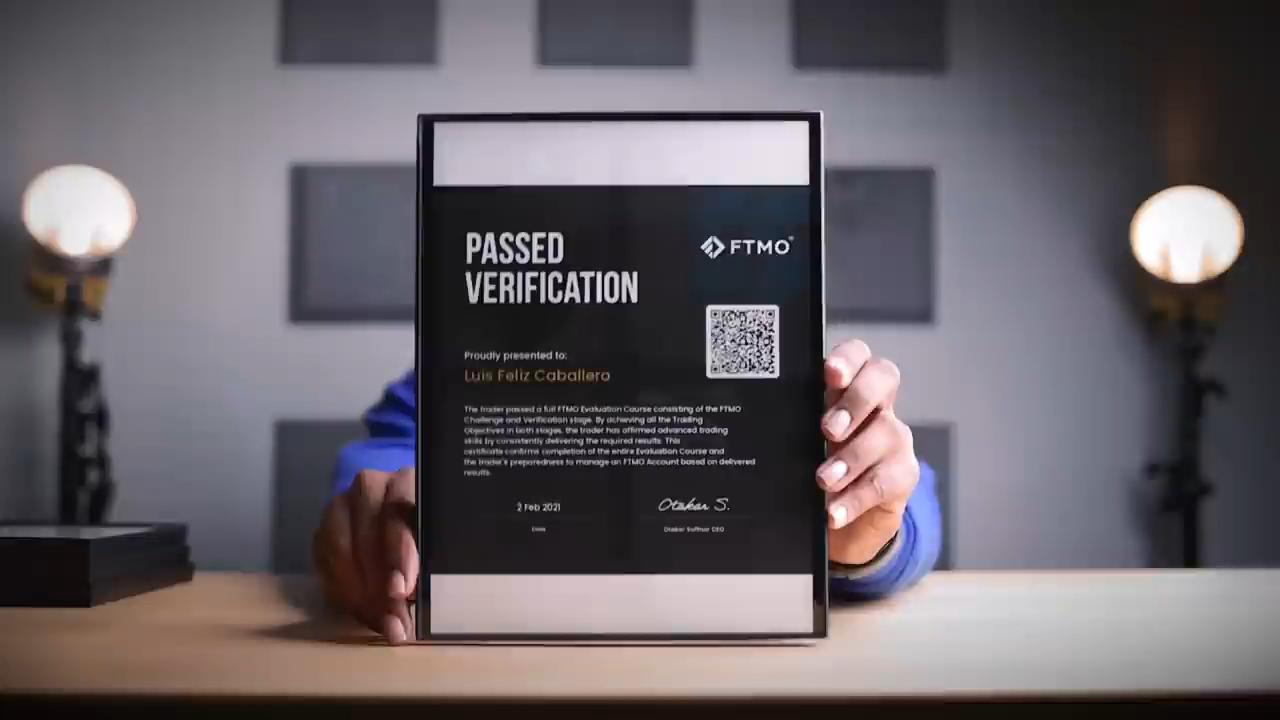 PASSED
VERIFICATION
FTMO
Proudly presented to:
Luis Feliz Caballero
The trader passed a full FTMO Evaluation Course consisting of the FTMO
Challenge and Verification stage. By achieving all the Trading
Objectives in both stages, the trader has affirmed advanced trading
skills by consistently delivering the required results. This
certificate confirms completion of the entire Evaluation Course and
the trader's preparedness to manage an FTMO Account based on delivered
results.
2 Feb 2021
Otakar S.
Date
Otakar Suffner CEO